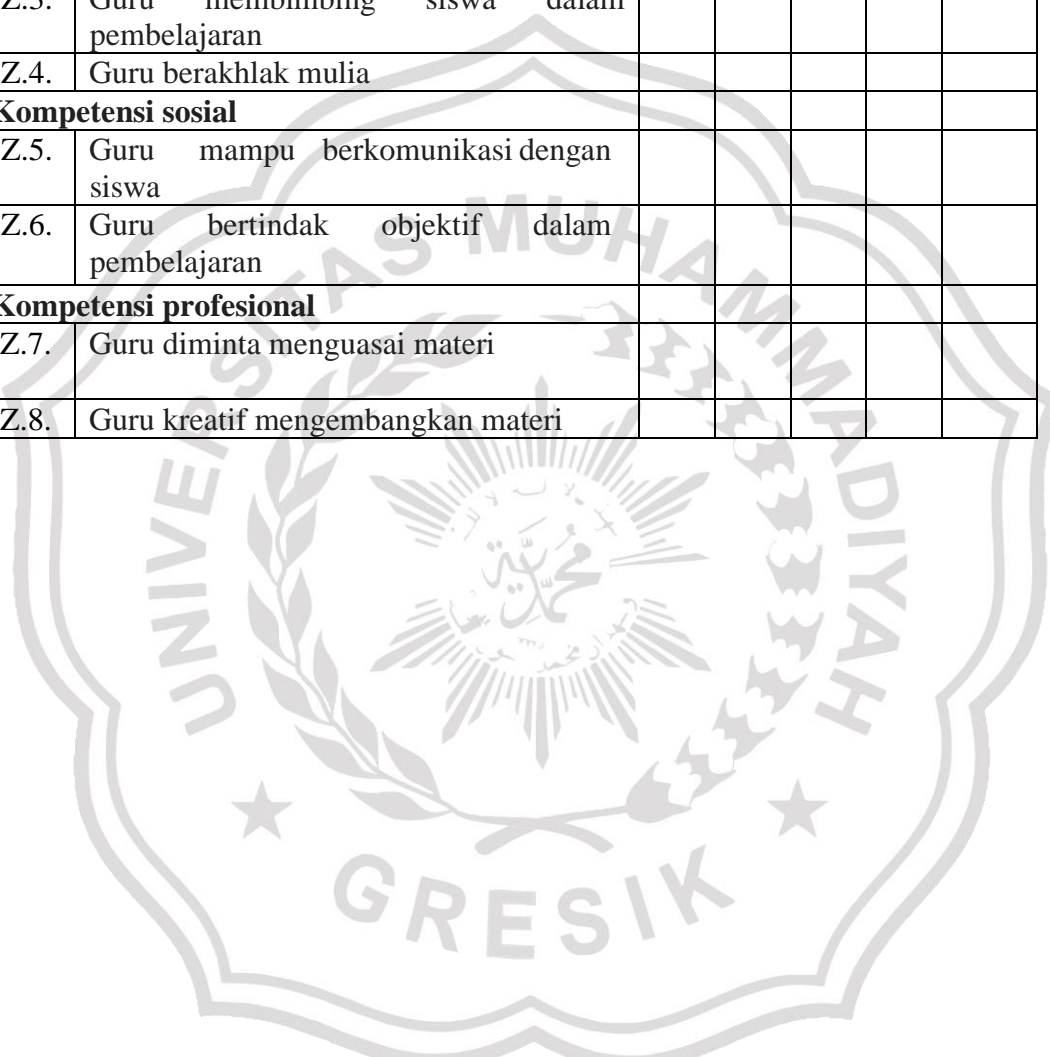 Z.3. Guru membimbing siswa dalam
pembelajaran
Z.4. Guru berakhlak mulia
Kompetensi sosial
Z.5. Guru mampu berkomunikasi dengan
siswa
Z.6. Guru bertindak objektif dalam
pembelajaran
Kompetensi profesional
Z.7. Guru diminta menguasai materi
Z.8. Guru kreatif mengembangkan materi
UNIVERSITAS MUHAMMADIYAH
GRESIK